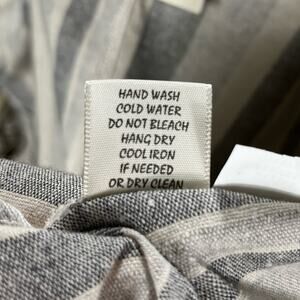 HAND WASH
COLD WATER
DO NOT BLEACH
HANG DRY
COOL IRON
IF NEEDED
OR DRY CLEAN